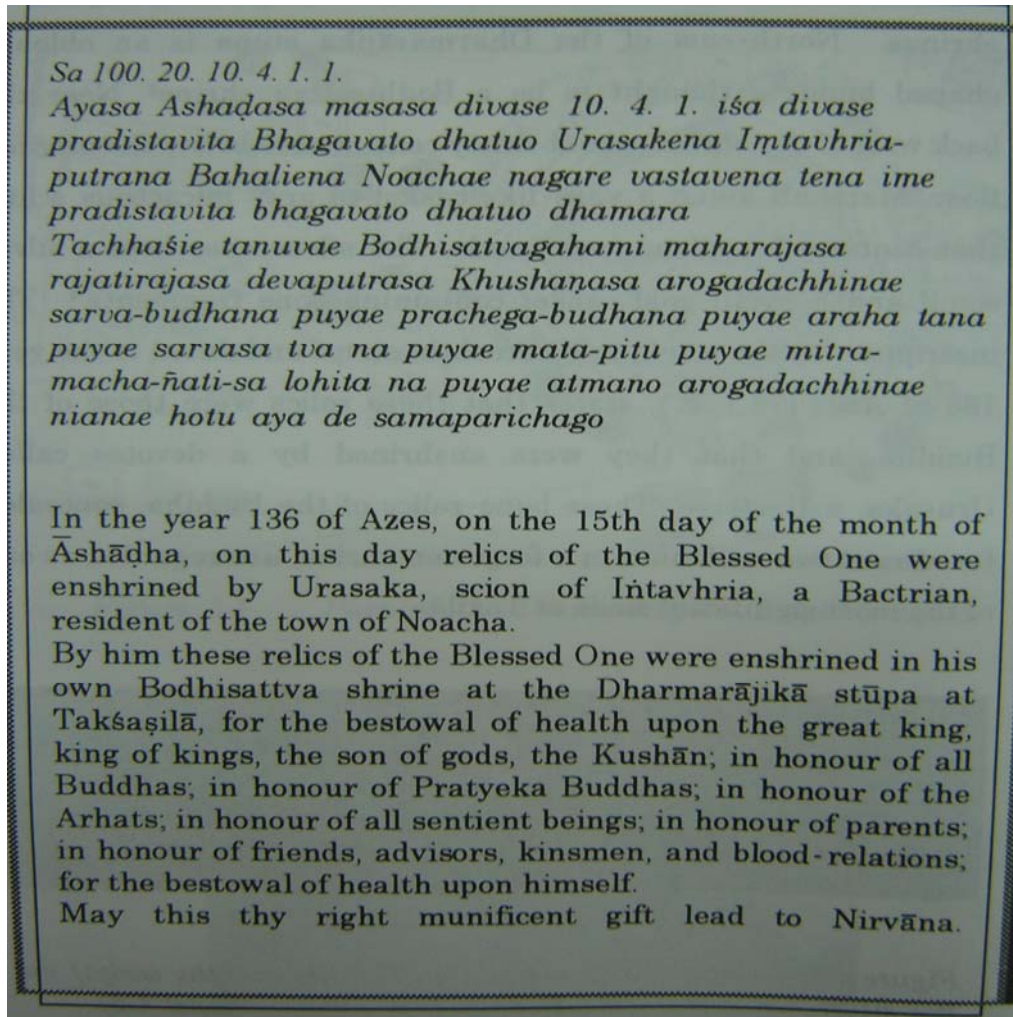 Sa 100. 20. 10. 4. 1. 1.
Ayasa Ashaḍasa masasa divase 10. 4. 1. iśa divase
pradistavita Bhagavato dhatuo Urasakena Iṃtavhria-
putrana Bahaliena Noachae nagare vastavena tena ime
pradistavita bhagavato dhatuo dhamara
Tachhaśie tanuvae Bodhisatvagahami maharajasa
rajatirajasa devaputrasa Khushaṇasa arogadachhinae
sarva-budhana puyae prachega-budhana puyae araha tana
puyae sarvasa tva na puyae mata-pitu puyae mitra-
macha-ñati-sa lohita na puyae atmano arogadachhinae
nianae hotu aya de samaparichago
In the year 136 of Azes, on the 15th day of the month of
Āshāḍha, on this day relics of the Blessed One were
enshrined by Urasaka, scion of Iṅtavhria, a Bactrian,
resident of the town of Noacha.
By him these relics of the Blessed One were enshrined in his
own Bodhisattva shrine at the Dharmarājikā stūpa at
Takśaṣilā, for the bestowal of health upon the great king,
king of kings, the son of gods, the Kushān; in honour of all
Buddhas; in honour of Pratyeka Buddhas; in honour of the
Arhats; in honour of all sentient beings; in honour of parents;
in honour of friends, advisors, kinsmen, and blood-relations;
for the bestowal of health upon himself.
May this thy right munificent gift lead to Nirvāna.